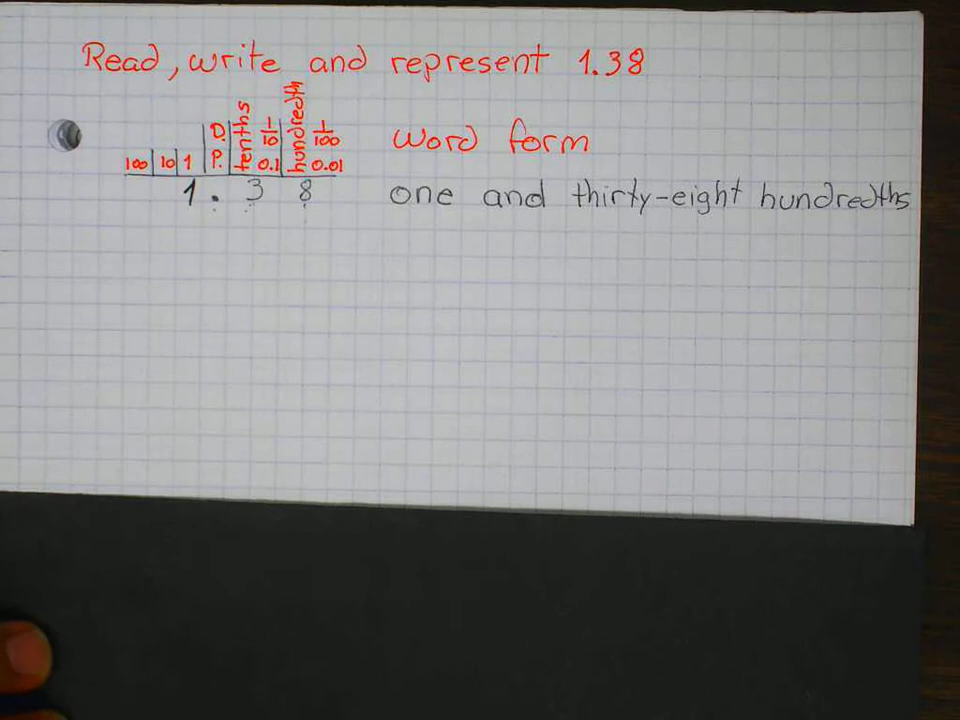 Read, write and represent 1.38
100 10 1 D.P. tenths 1/10 0.1 hundredth 1/100 0.01
1 . 3 8
Word form
one and thirty-eight hundredths